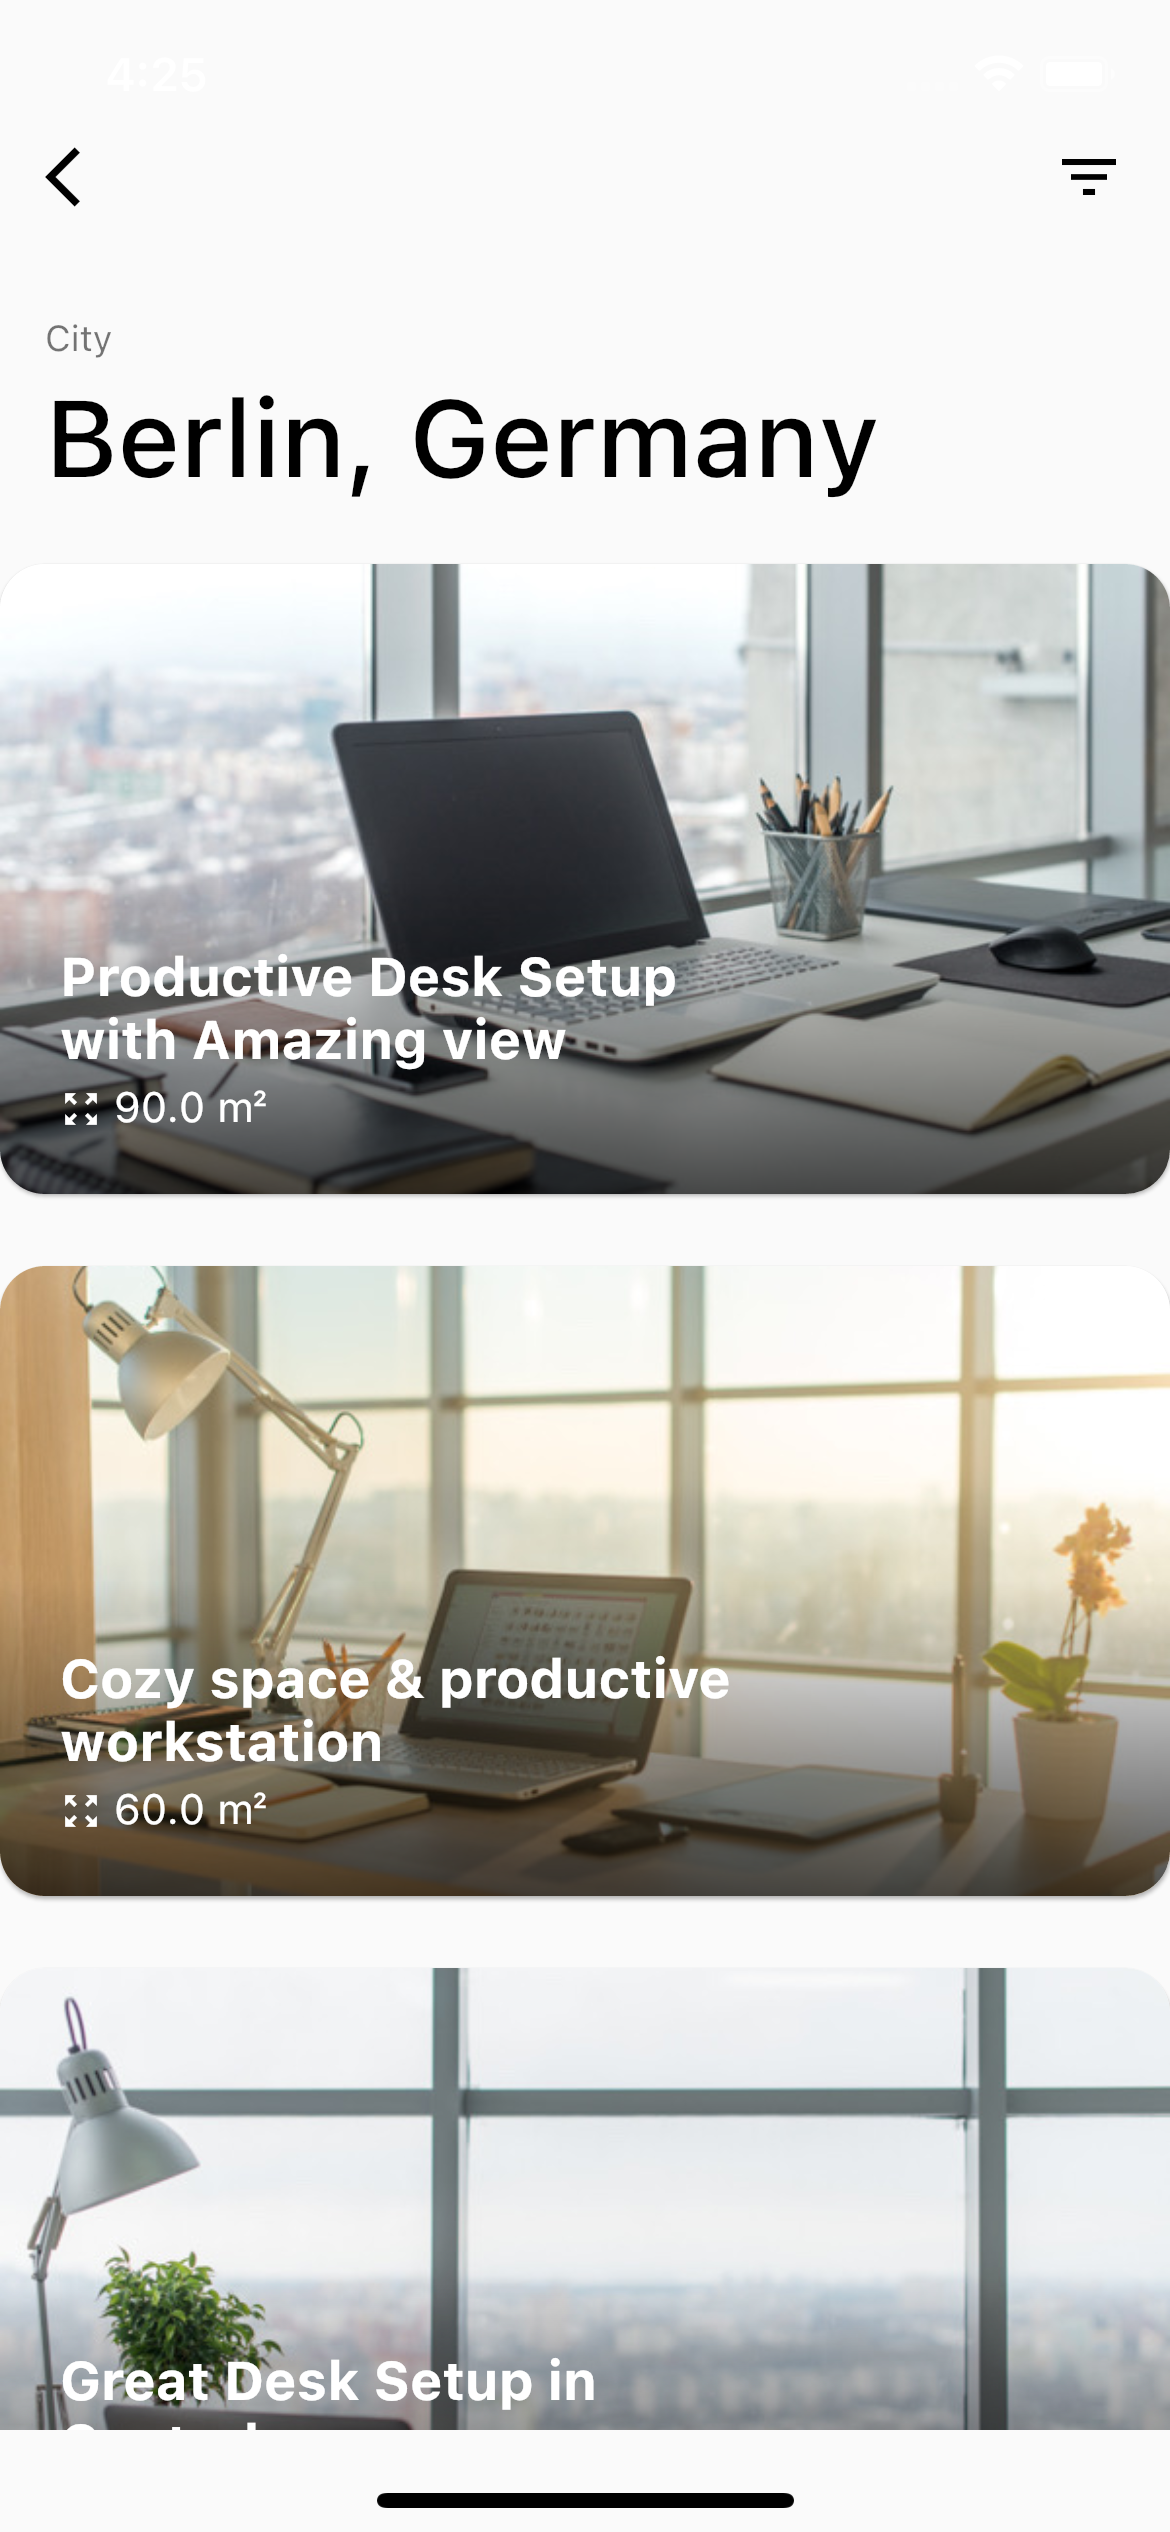 4:25
City
Berlin, Germany
Productive Desk Setup
with Amazing view
90.0 m²
Cozy space & productive
workstation
60.0 m²
Great Desk Setup in